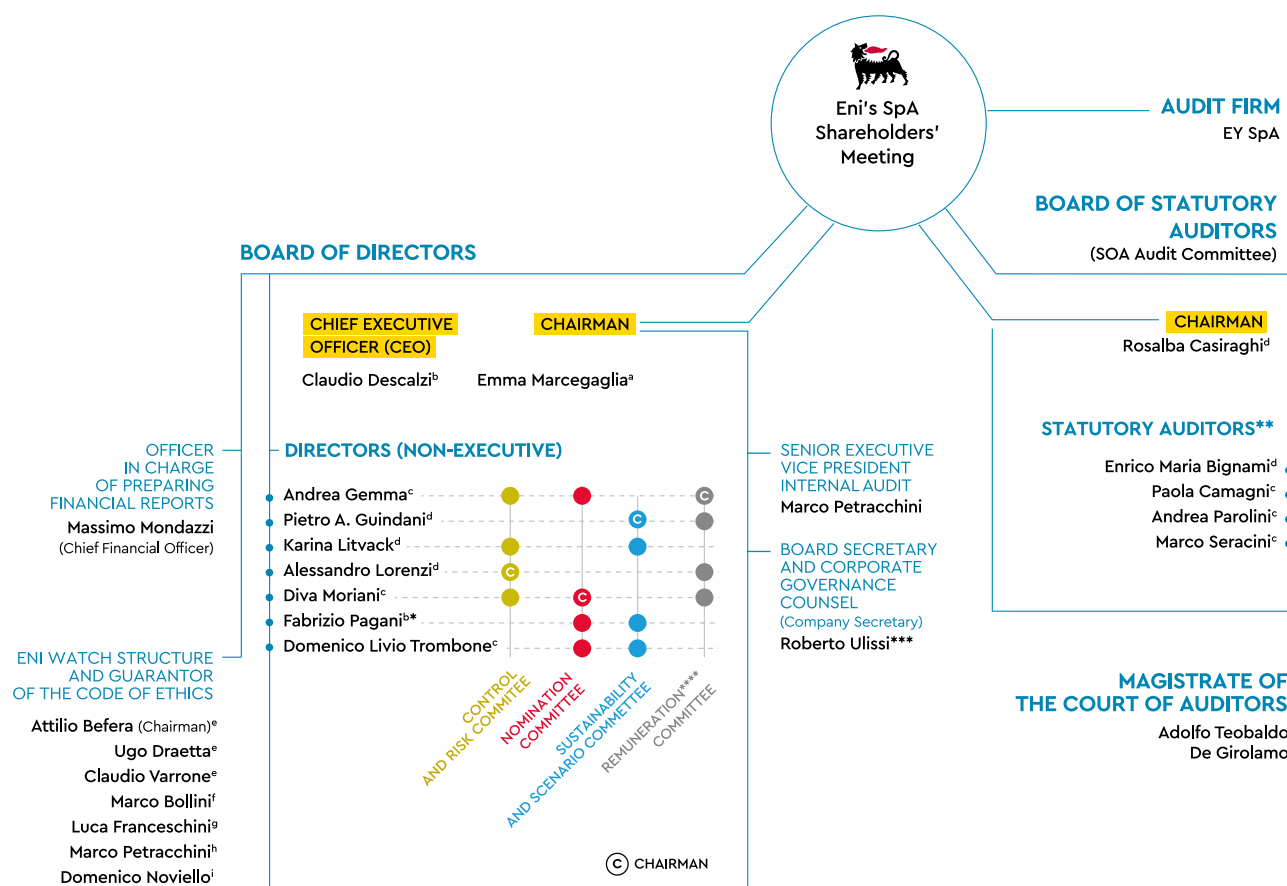 Eni's SpA
Shareholders'
Meeting
AUDIT FIRM
EY SpA
BOARD OF STATUTORY
AUDITORS
(SOA Audit Committee)
BOARD OF DIRECTORS
CHIEF EXECUTIVE
OFFICER (CEO)
Claudio Descalziᵇ
CHAIRMAN
Emma Marcegagliaᵃ
CHAIRMAN
Rosalba Casiraghiᵈ
OFFICER
IN CHARGE
OF PREPARING
FINANCIAL REPORTS
Massimo Mondazzi
(Chief Financial Officer)
DIRECTORS (NON-EXECUTIVE)
Andrea Gemmaᶜ C
Pietro A. Guindaniᵈ C
Karina Litvackᵈ
Alessandro Lorenziᵈ C
Diva Morianiᶜ C
Fabrizio Paganiᵇ*
Domenico Livio Tromboneᶜ
CONTROL
AND RISK COMMITEE
NOMINATION
COMMITTEE
SUSTAINABILITY
AND SCENARIO COMMETTEE
REMUNERATION****
COMMITTEE
C CHAIRMAN
SENIOR EXECUTIVE
VICE PRESIDENT
INTERNAL AUDIT
Marco Petracchini
BOARD SECRETARY
AND CORPORATE
GOVERNANCE
COUNSEL
(Company Secretary)
Roberto Ulissi***
STATUTORY AUDITORS**
Enrico Maria Bignamiᵈ
Paola Camagniᶜ
Andrea Paroliniᶜ
Marco Seraciniᶜ
ENI WATCH STRUCTURE
AND GUARANTOR
OF THE CODE OF ETHICS
Attilio Befera (Chairman)ᵉ
Ugo Draettaᵉ
Claudio Varroneᵉ
Marco Bolliniᶠ
Luca Franceschiniᵍ
Marco Petracchiniʰ
Domenico Novielloⁱ
MAGISTRATE OF
THE COURT OF AUDITORS
Adolfo Teobaldo
De Girolamo